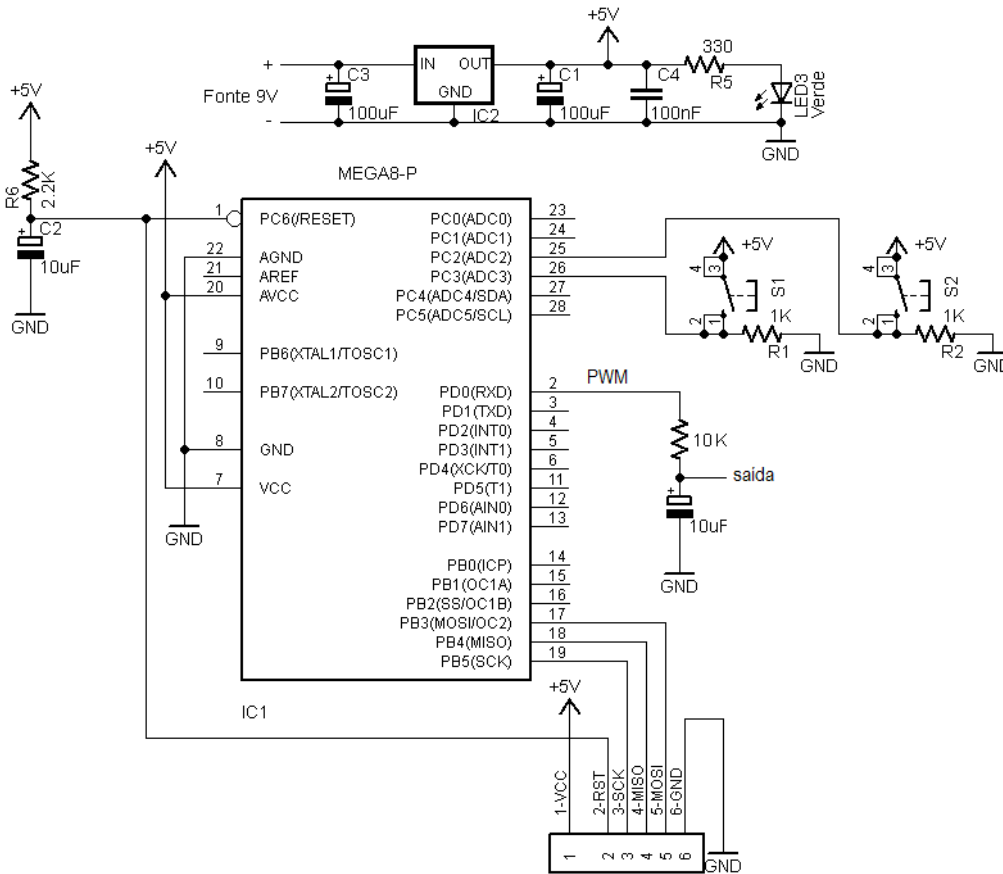 +5V
330
R5
+
C3
IN
OUT
+
C1
C4
GND
Fonte 9V
100uF
IC2
100uF
100nF
LED3
Verde
-
GND
+5V
R6
2.2K
+
C2
10uF
GND
+5V
MEGA8-P
1
PC6(/RESET)
22
AGND
21
AREF
20
AVCC
9
PB6(XTAL1/TOSC1)
10
PB7(XTAL2/TOSC2)
8
GND
7
VCC
GND
PC0(ADC0)
23
PC1(ADC1)
24
PC2(ADC2)
25
PC3(ADC3)
26
PC4(ADC4/SDA)
27
PC5(ADC5/SCL)
28
PD0(RXD)
2
PD1(TXD)
3
PD2(INT0)
4
PD3(INT1)
5
PD4(XCK/T0)
6
PD5(T1)
11
PD6(AIN0)
12
PD7(AIN1)
13
PB0(ICP)
14
PB1(OC1A)
15
PB2(SS/OC1B)
16
PB3(MOSI/OC2)
17
PB4(MISO)
18
PB5(SCK)
19
IC1
+5V
4
3
S1
2
1
1K
R1
GND
+5V
4
3
S2
2
1
1K
R2
GND
PWM
10K
saída
+
10uF
GND
+5V
1-VCC
2-RST
3-SCK
4-MISO
5-MOSI
6-GND
1
2
3
4
5
6
GND